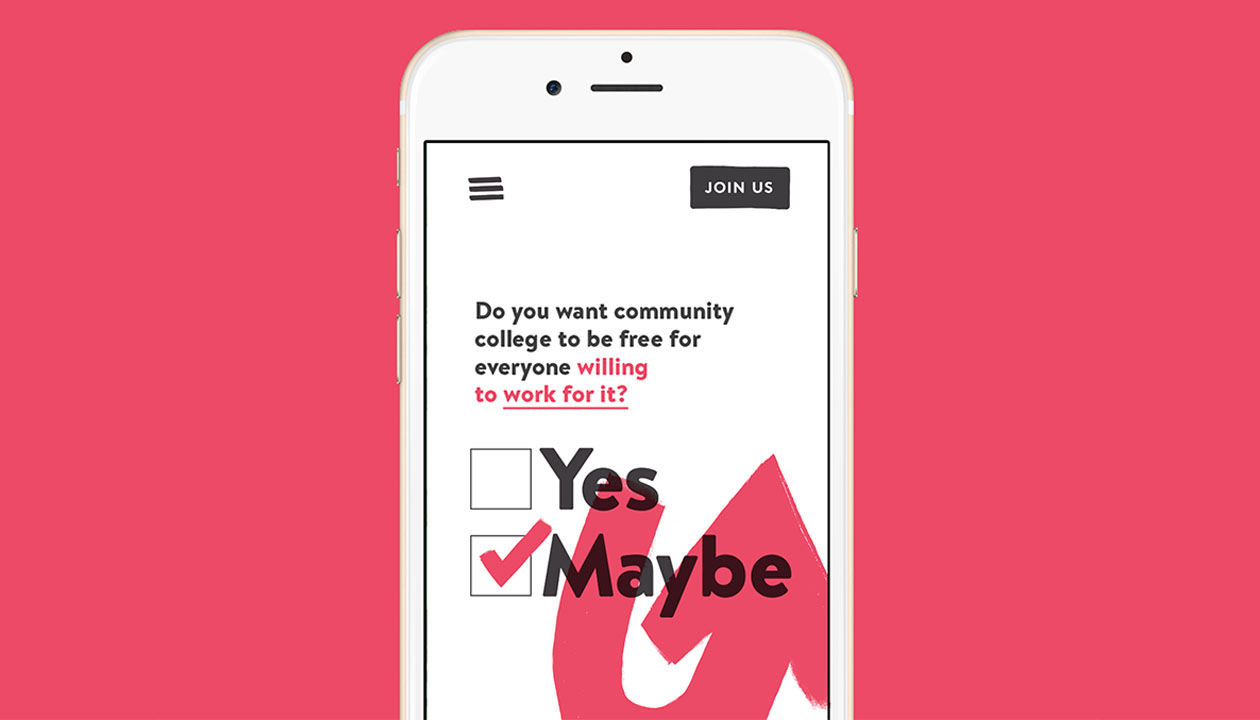 JOIN US
Do you want community
college to be free for
everyone willing
to work for it?
Yes
Maybe